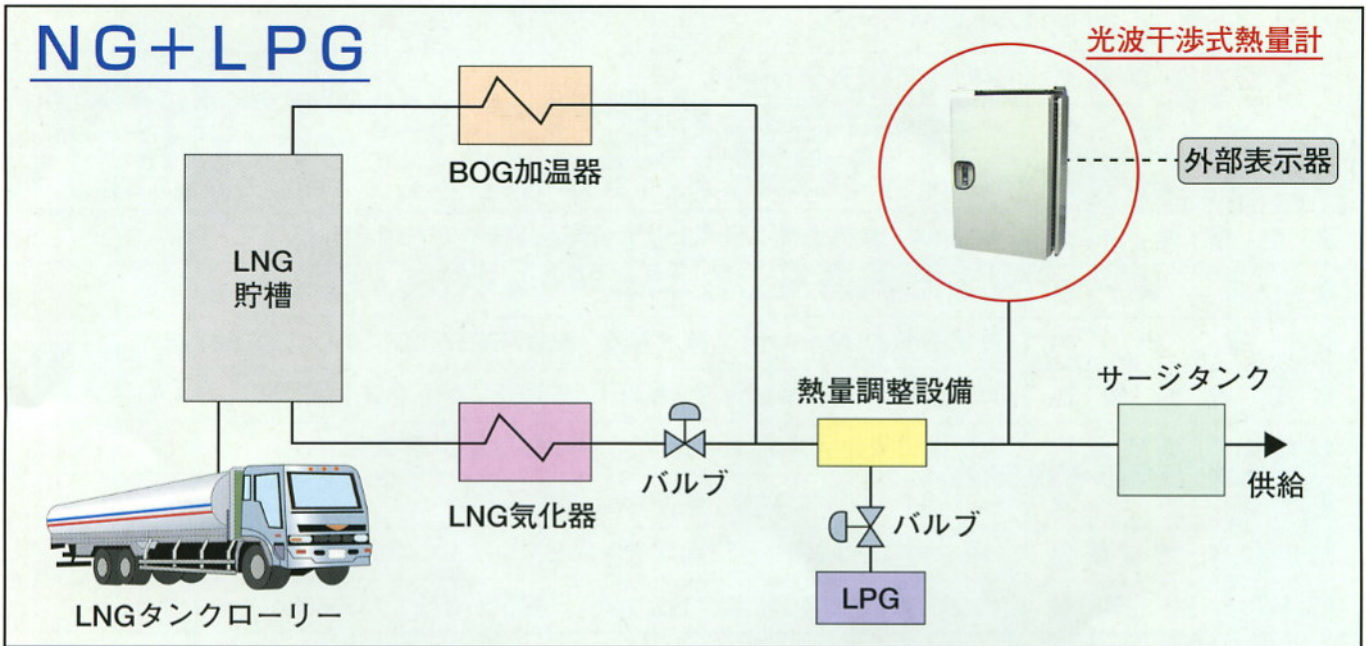 NG+LPG
光波干渉式熱量計
BOG加温器
外部表示器
LNG
貯槽
熱量調整設備
サージタンク
バルブ
LNG気化器
供給
バルブ
LPG
LNGタンクローリー